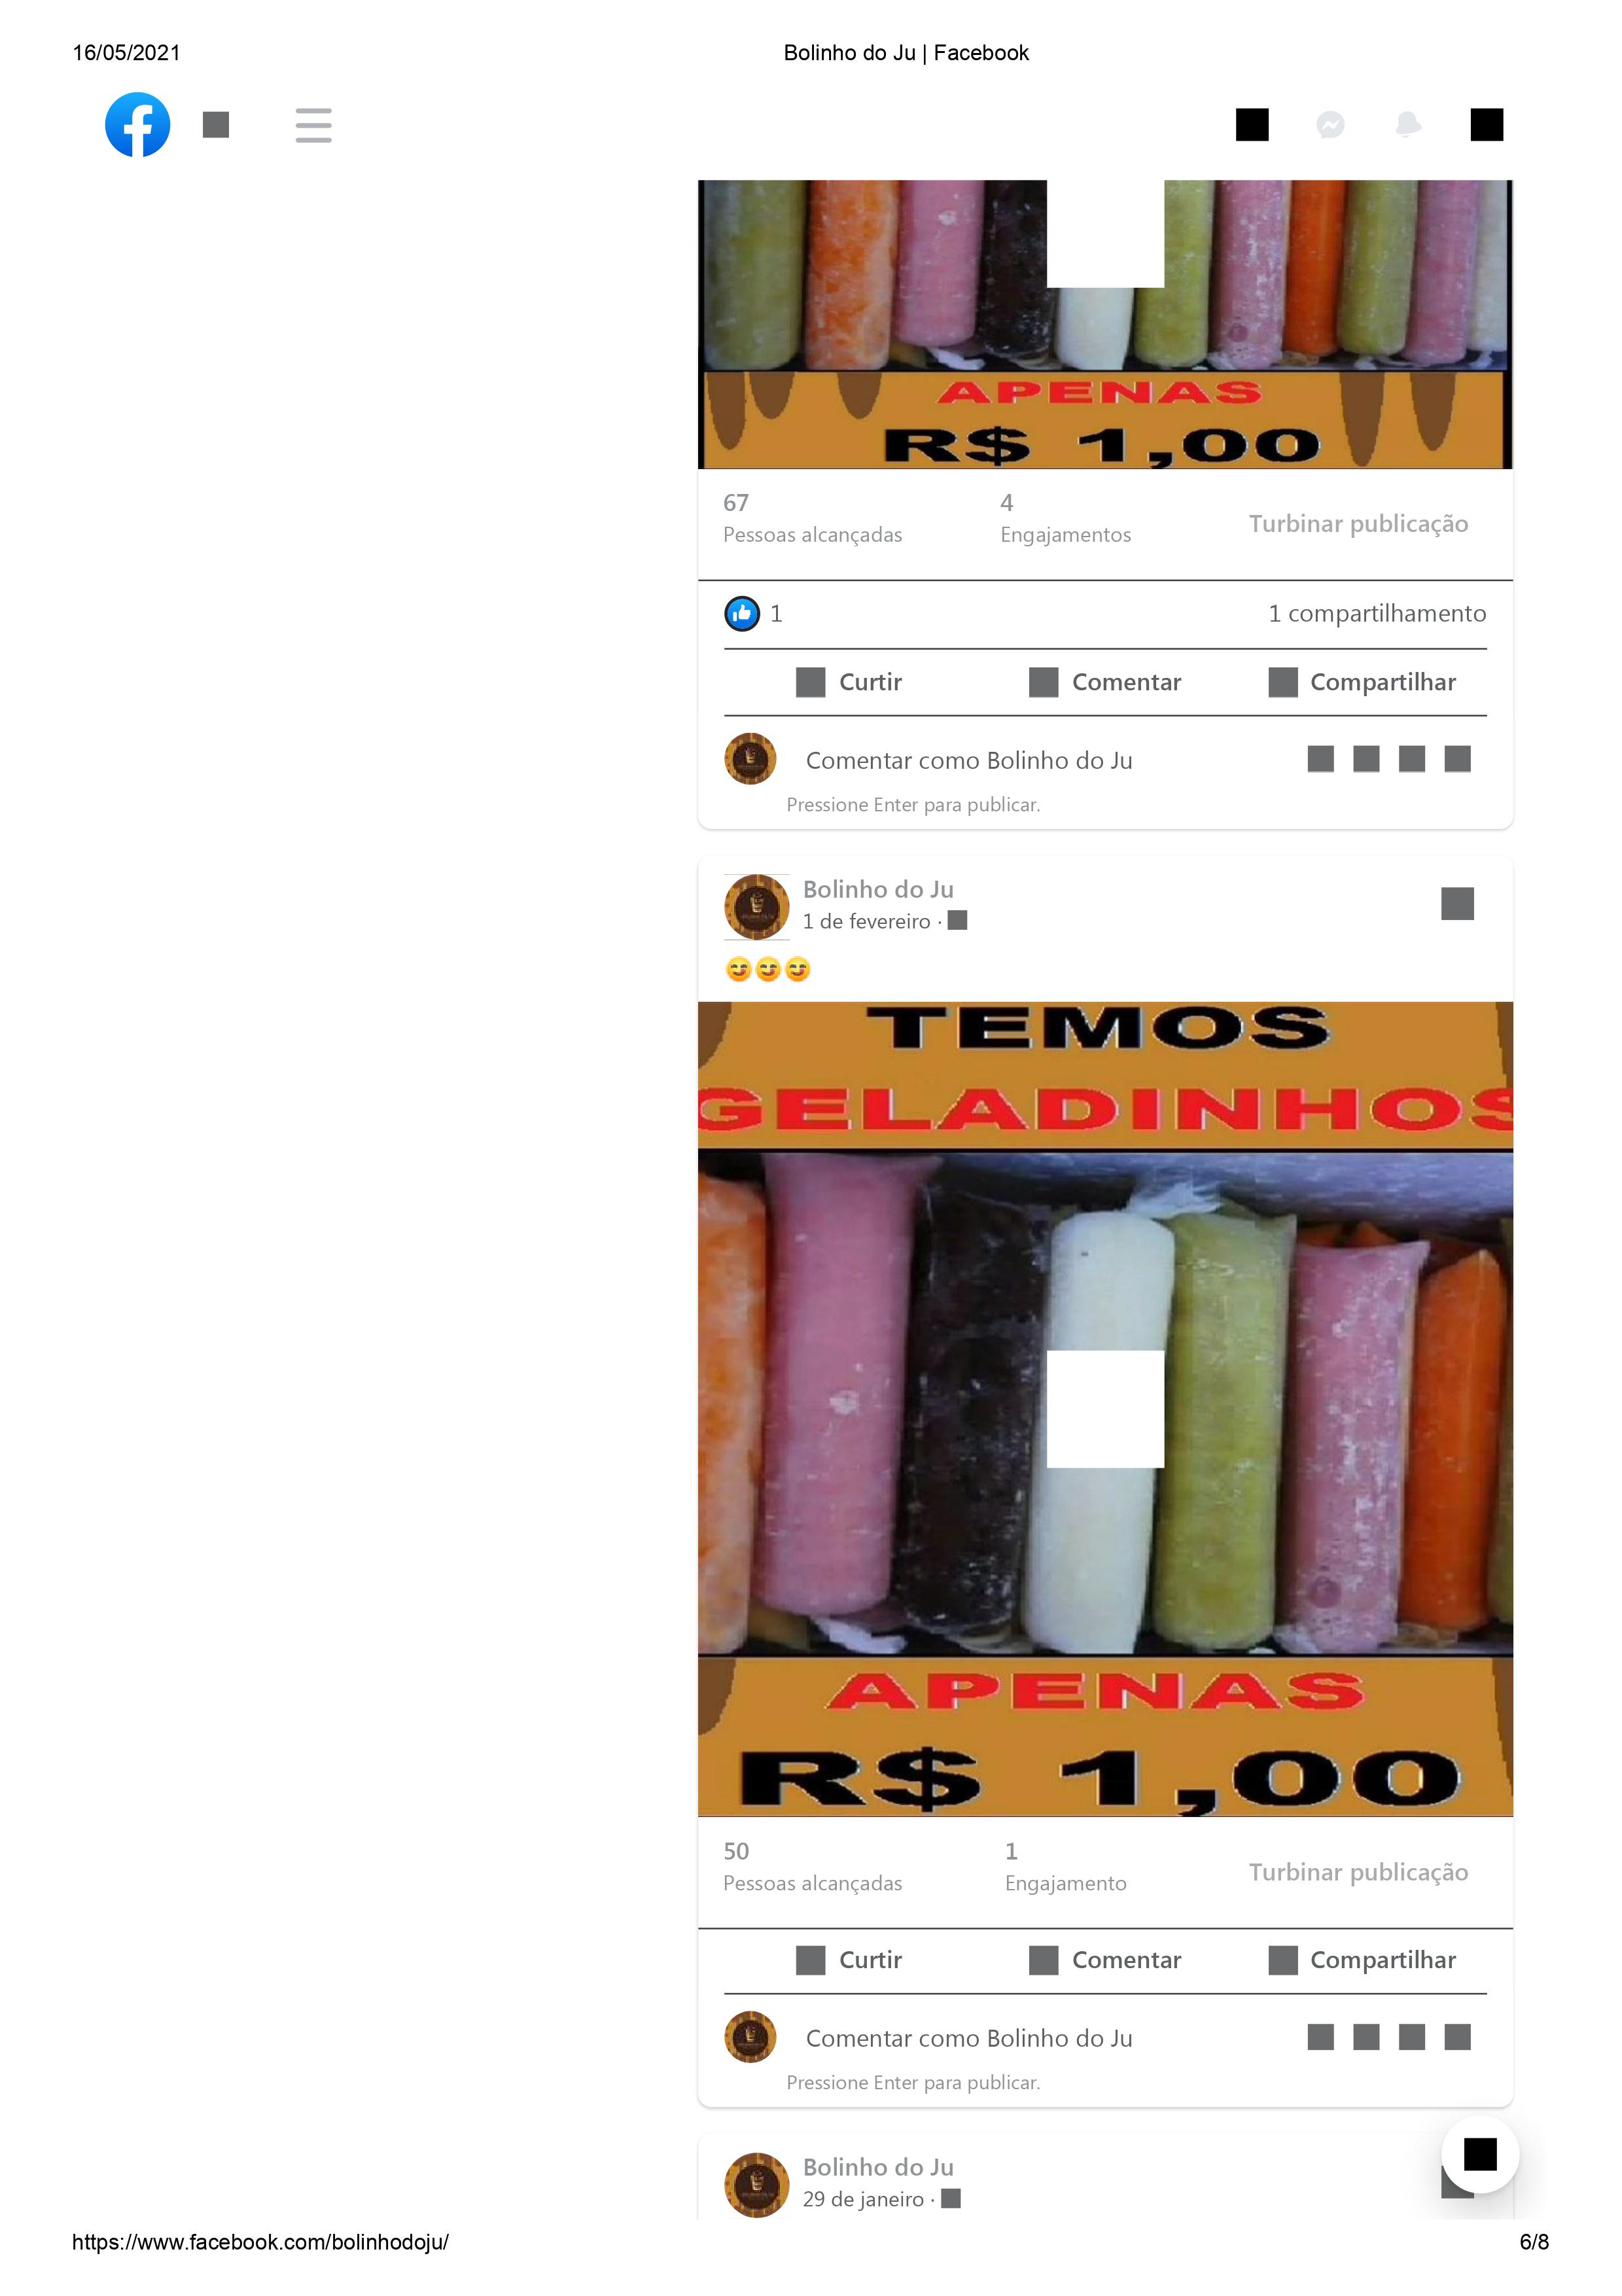 16/05/2021 Bolinho do Ju | Facebook
APENAS
R$ 1,00
67 4
Pessoas alcançadas Engajamentos Turbinar publicação
1 1 compartilhamento
Curtir Comentar Compartilhar
Comentar como Bolinho do Ju
Pressione Enter para publicar.
Bolinho do Ju
1 de fevereiro ·
😋😋😋
TEMOS
GELADINHOS
APENAS
R$ 1,00
50 1
Pessoas alcançadas Engajamento Turbinar publicação
Curtir Comentar Compartilhar
Comentar como Bolinho do Ju
Pressione Enter para publicar.
Bolinho do Ju
29 de janeiro ·
https://www.facebook.com/bolinhodoju/ 6/8